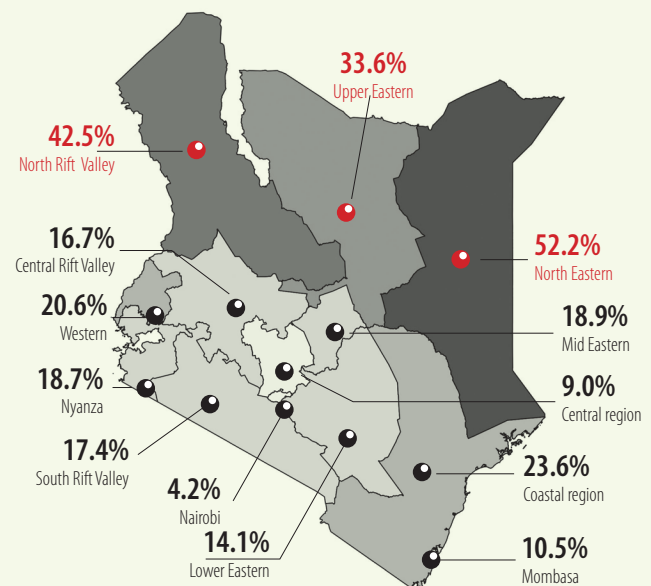 33.6%
Upper Eastern
42.5%
North Rift Valley
16.7%
Central Rift Valley
52.2%
North Eastern
20.6%
Western
18.9%
Mid Eastern
18.7%
Nyanza
9.0%
Central region
17.4%
South Rift Valley
23.6%
Coastal region
4.2%
Nairobi
14.1%
Lower Eastern
10.5%
Mombasa